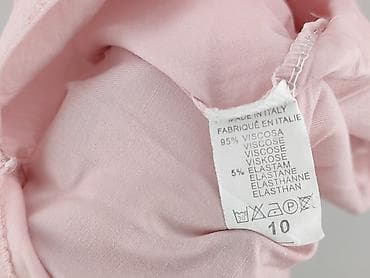 MADE IN ITALY
FABRIQUÉ EN ITALIE
95% VISCOSA
VISCOSE
VISCOSE
VISKOSE
5% ELASTAM
ELASTANE
ELASTHANNE
ELASTHAN
10